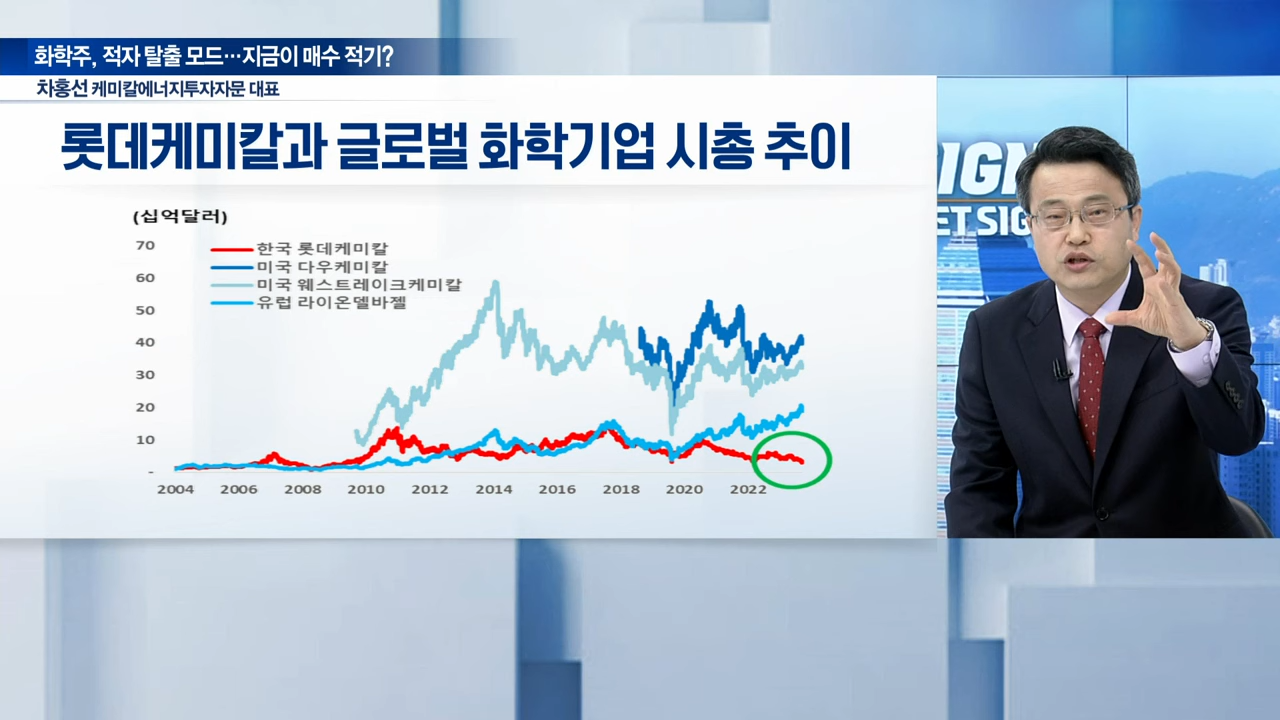 화학주, 적자 탈출 모드…지금이 매수 적기?
차홍선 케미칼에너지투자자문 대표
롯데케미칼과 글로벌 화학기업 시총 추이
(십억달러)
70
60
50
40
30
20
10
-
한국 롯데케미칼
미국 다우케미칼
미국 웨스트레이크케미칼
유럽 라이온델바젤
2004 2006 2008 2010 2012 2014 2016 2018 2020 2022
SIGN
ET SIG